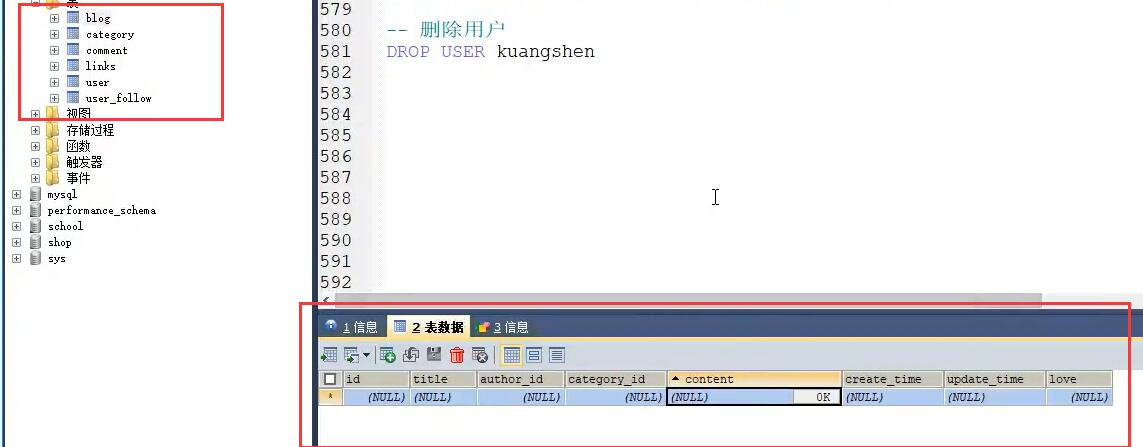 表
blog
category
comment
links
user
user_follow
视图
存储过程
函数
触发器
事件
mysql
performance_schema
school
shop
sys
579
580 -- 删除用户
581 DROP USER kuangshen
582
583
584
585
586
587
588
589
590
591
592
1 信息 2 表数据 3 信息
id title author_id category_id content create_time update_time love
* (NULL) (NULL) (NULL) (NULL) (NULL) 0K (NULL) (NULL) (NULL)